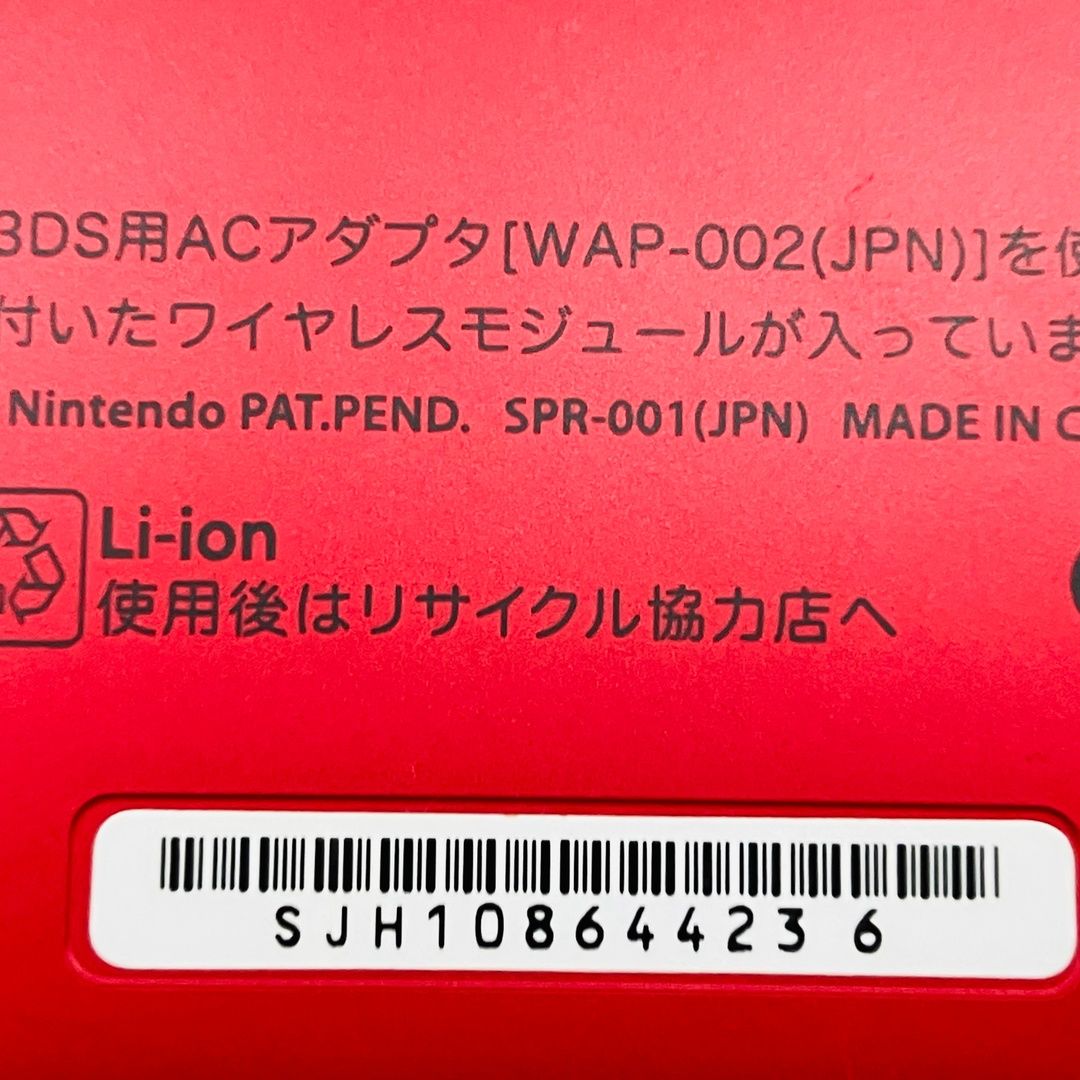 3DS用ACアダプタ[WAP-002(JPN)]を使
付いたワイヤレスモジュールが入っていま
Nintendo PAT.PEND. SPR-001(JPN) MADE IN C
Li-ion
使用後はリサイクル協力店へ
SJH10864423 6